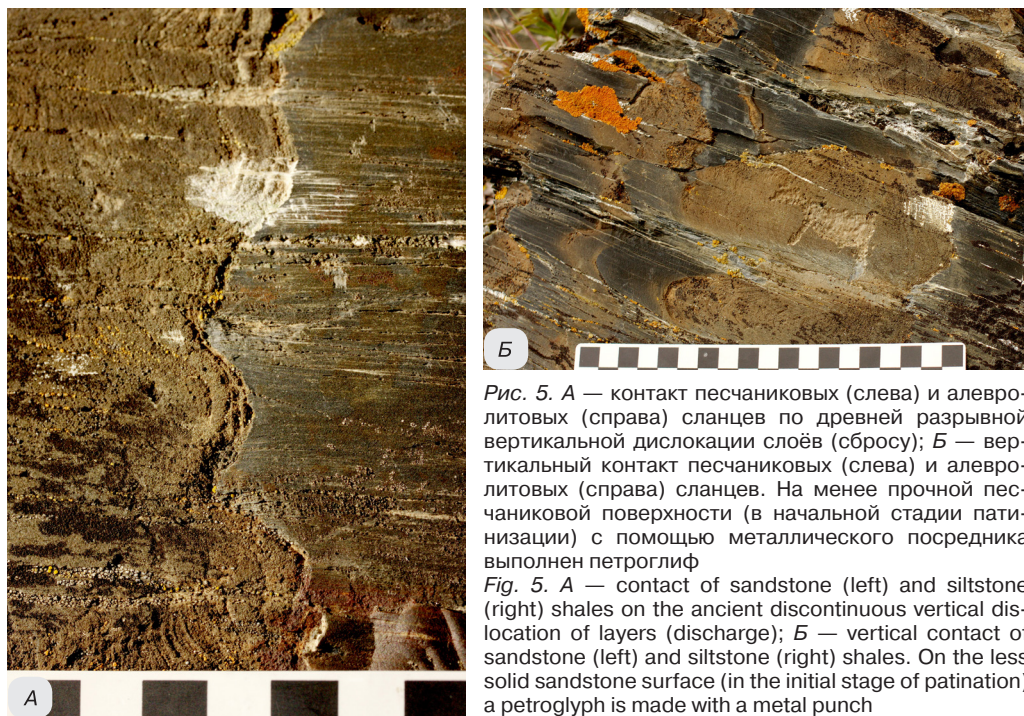 А
Б
Рис. 5. А — контакт песчаниковых (слева) и алевро-
литовых (справа) сланцев по древней разрывной
вертикальной дислокации слоёв (сбросу); Б — вер-
тикальный контакт песчаниковых (слева) и алевро-
литовых (справа) сланцев. На менее прочной пес-
чаниковой поверхности (в начальной стадии пати-
низации) с помощью металлического посредника
выполнен петроглиф
Fig. 5. А — contact of sandstone (left) and siltstone
(right) shales on the ancient discontinuous vertical dis-
location of layers (discharge); Б — vertical contact of
sandstone (left) and siltstone (right) shales. On the less
solid sandstone surface (in the initial stage of patination)
a petroglyph is made with a metal punch